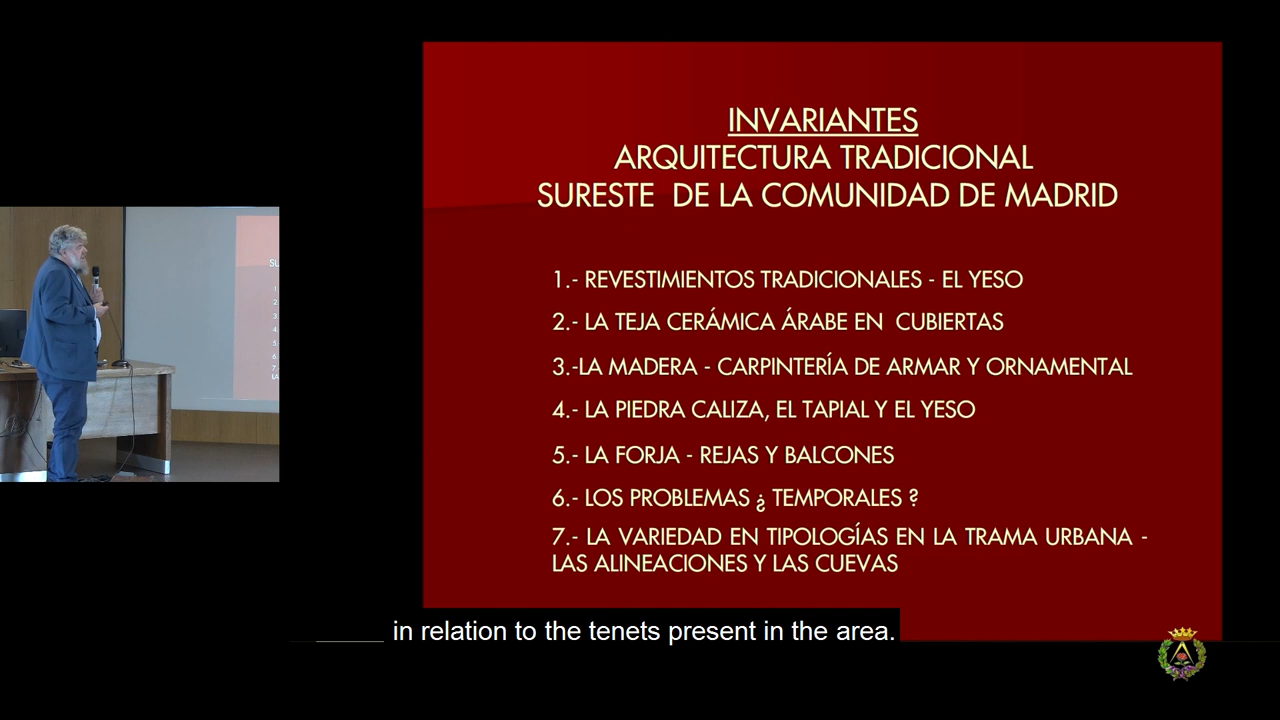 INVARIANTES
ARQUITECTURA TRADICIONAL
SURESTE DE LA COMUNIDAD DE MADRID
1.- REVESTIMIENTOS TRADICIONALES - EL YESO
2.- LA TEJA CERÁMICA ÁRABE EN CUBIERTAS
3.-LA MADERA - CARPINTERÍA DE ARMAR Y ORNAMENTAL
4.- LA PIEDRA CALIZA, EL TAPIAL Y EL YESO
5.- LA FORJA - REJAS Y BALCONES
6.- LOS PROBLEMAS ¿ TEMPORALES ?
7.- LA VARIEDAD EN TIPOLOGÍAS EN LA TRAMA URBANA -
LAS ALINEACIONES Y LAS CUEVAS
in relation to the tenets present in the area.